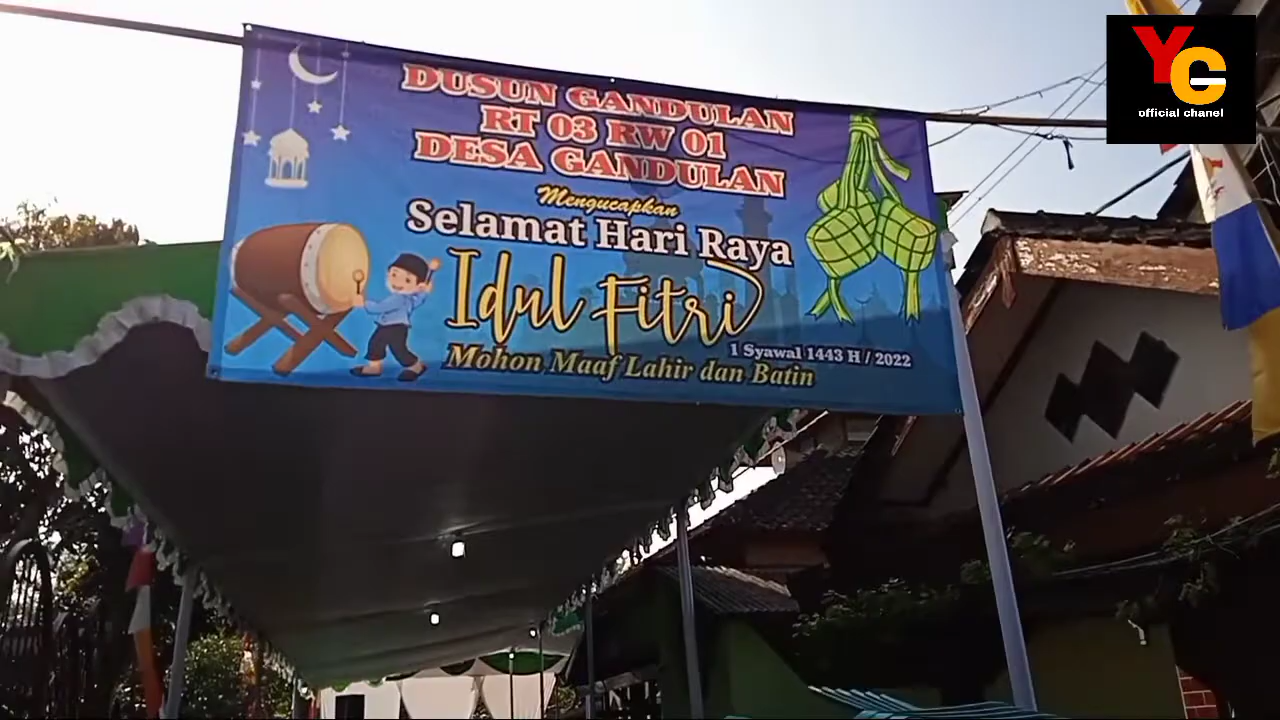 DUSUN GANDULAN
RT 03 RW 01
DESA GANDULAN
Mengucapkan
Selamat Hari Raya
Idul Fitri
1 Syawal 1443 H / 2022
Mohon Maaf Lahir dan Batin
YC
official chanel